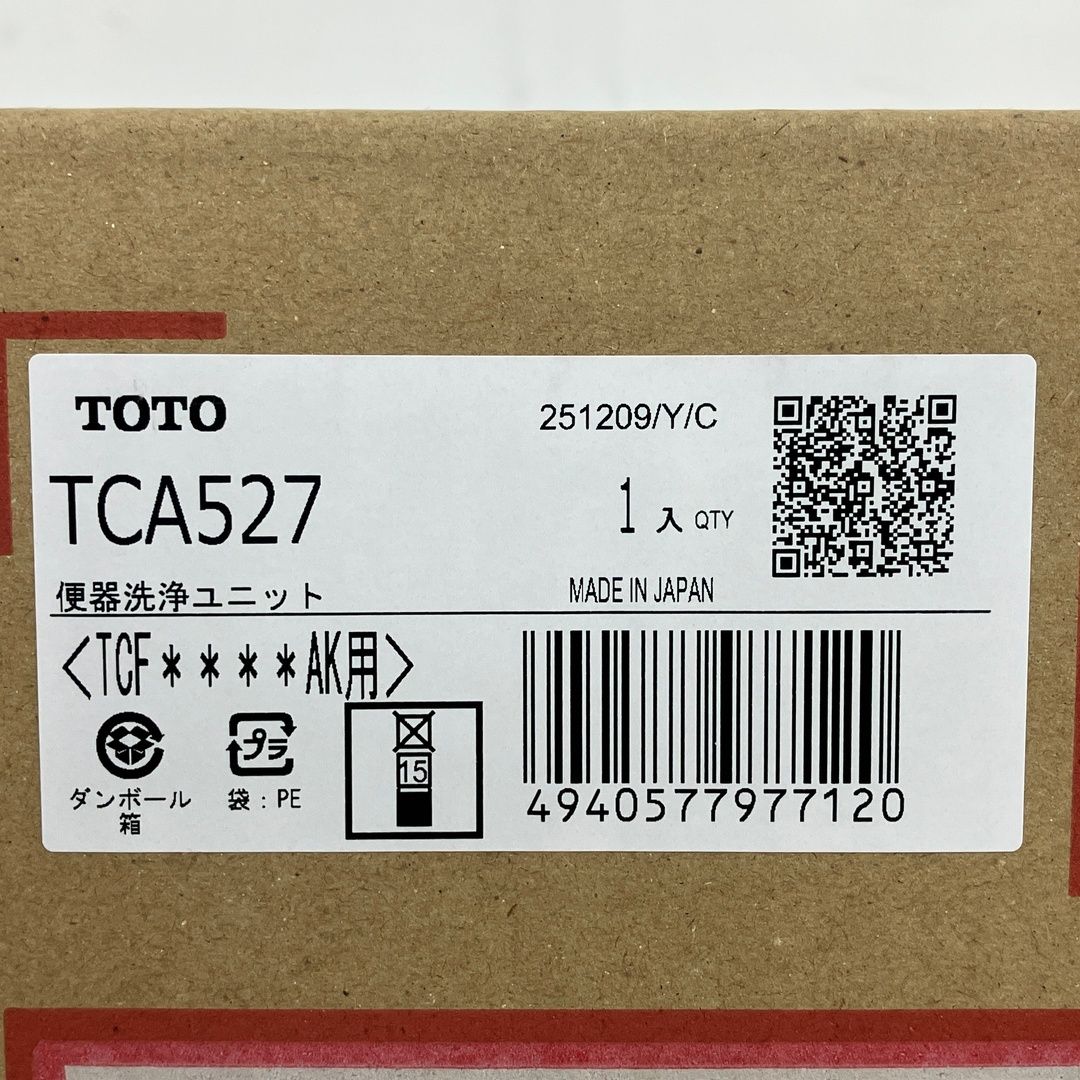 TOTO
251209/Y/C
TCA527
1 入 QTY
便器洗浄ユニット
MADE IN JAPAN
<TCF****AK用>
プラ
15
ダンボール
箱
袋:PE
4940577977120